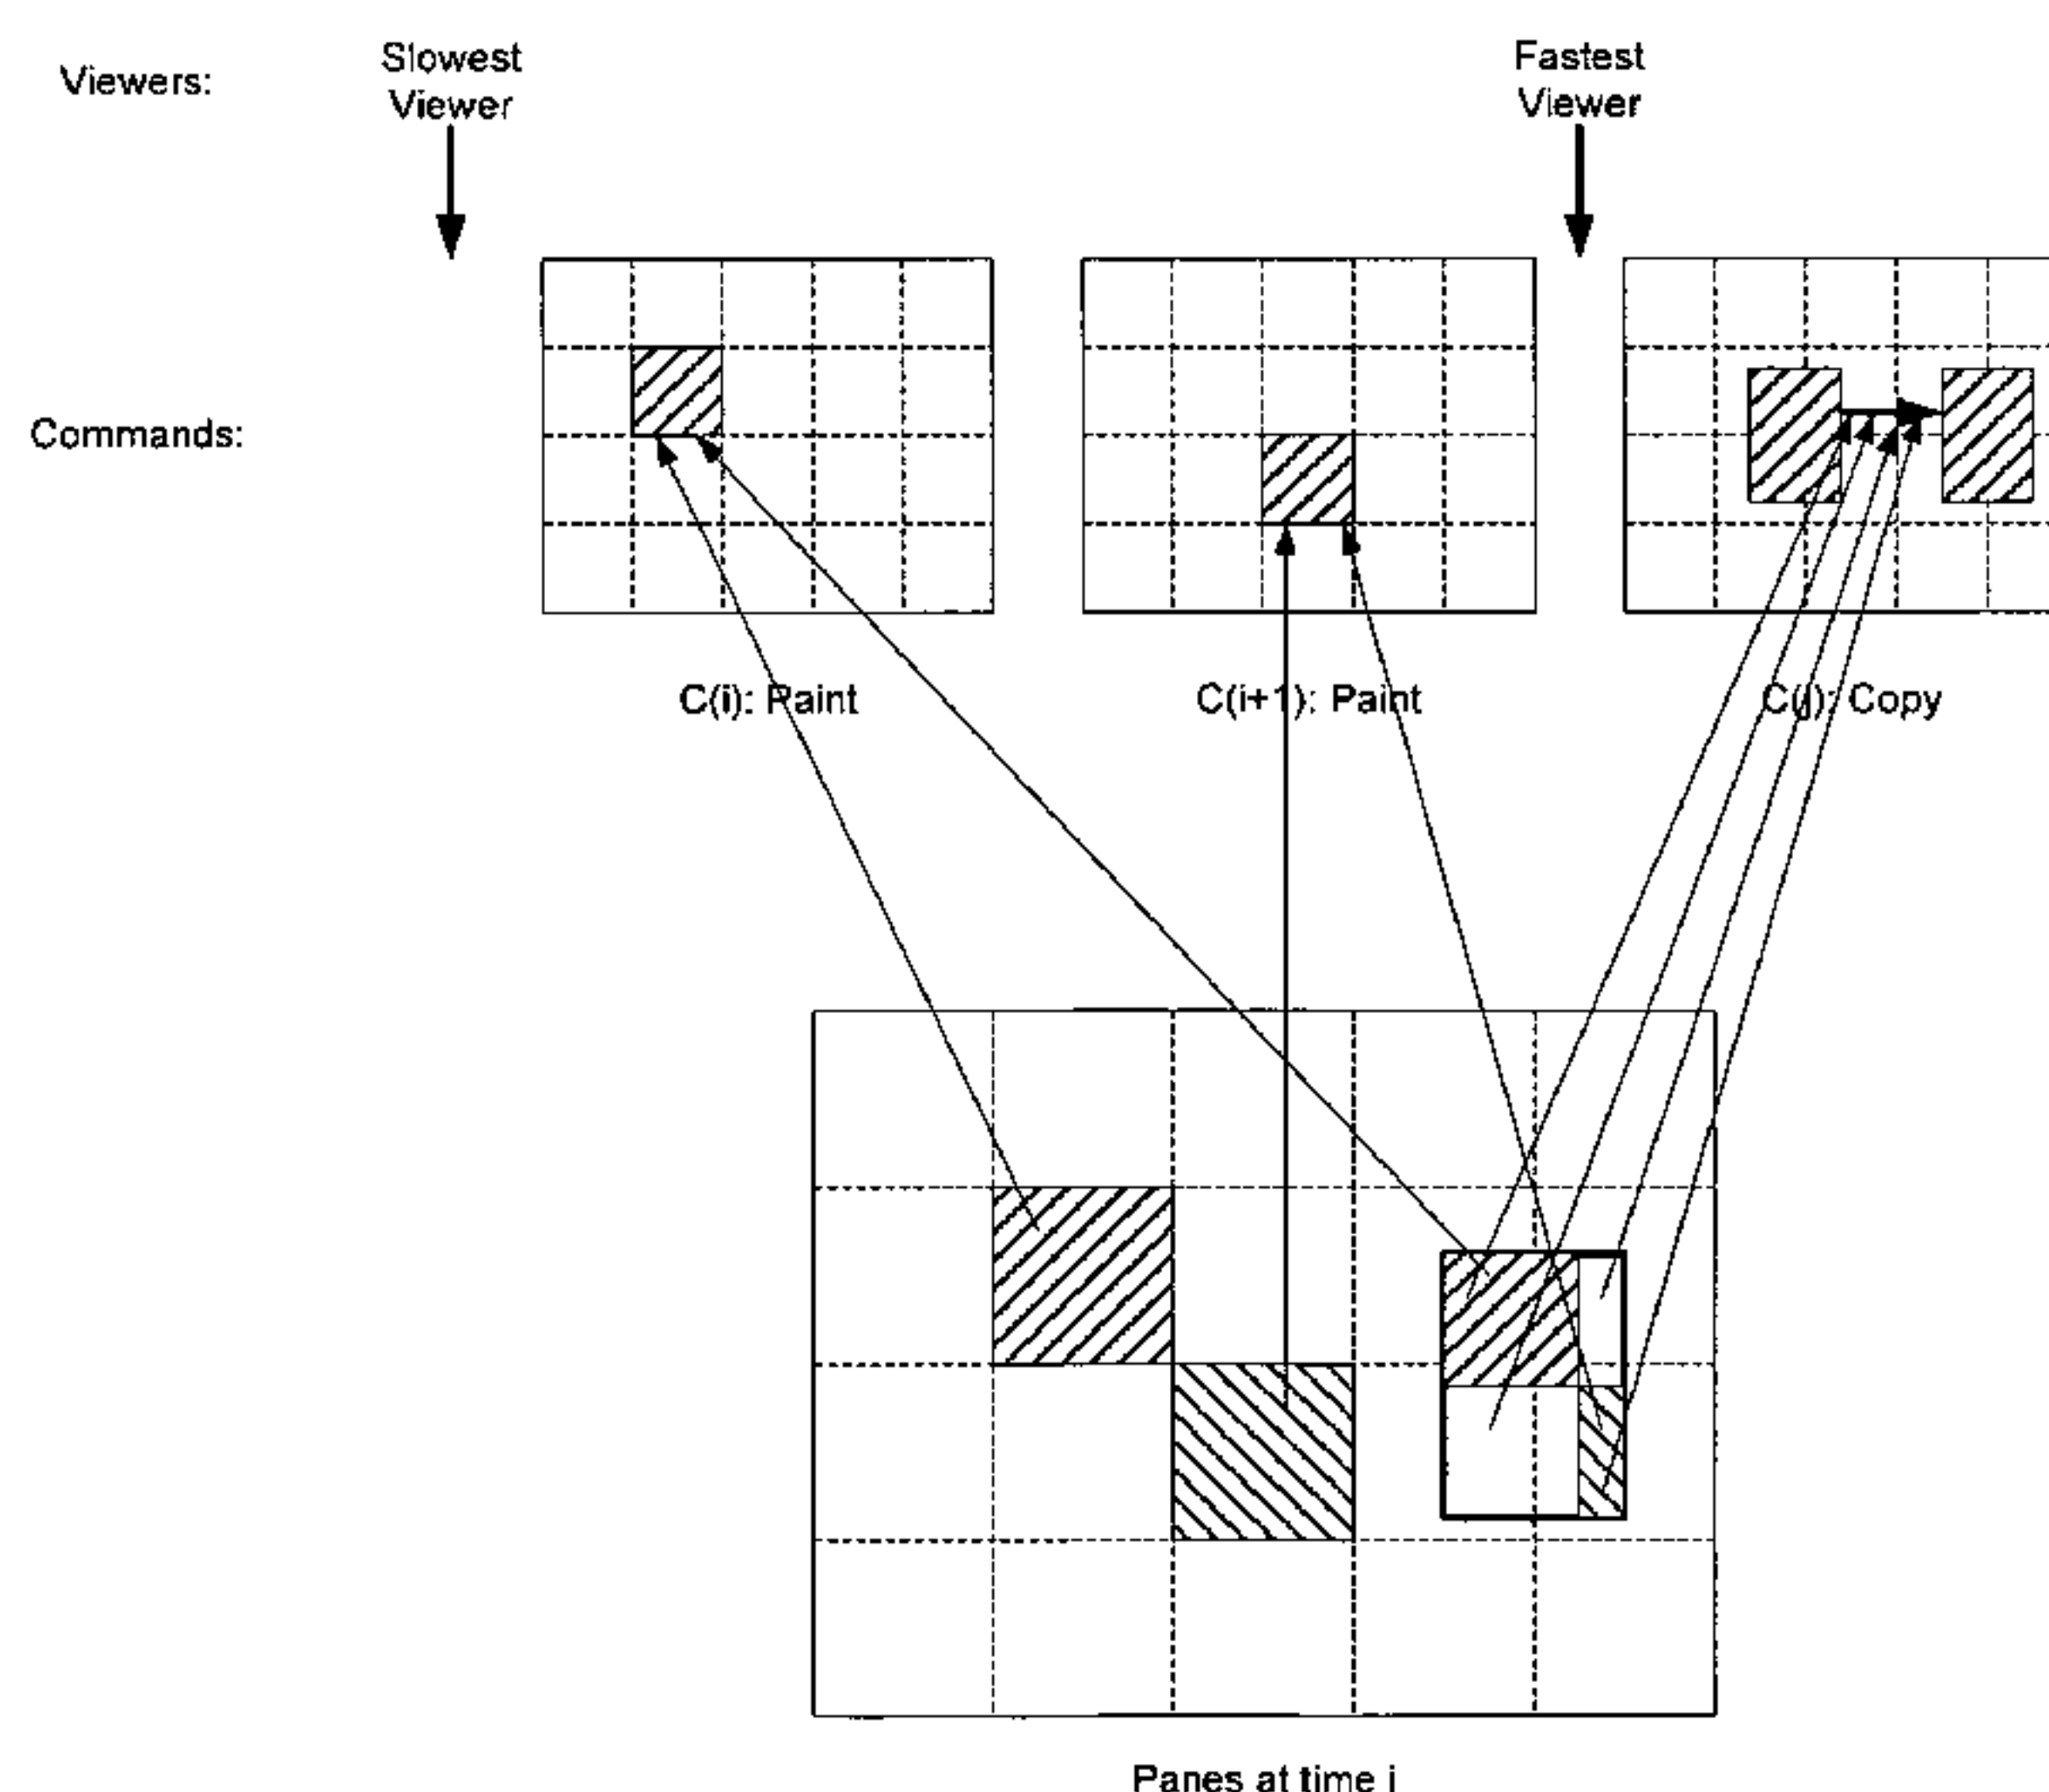 Viewers:
Slowest
Viewer
Fastest
Viewer
Commands:
C(i): Paint
C(i+1): Paint
C(j): Copy
Panes at time j